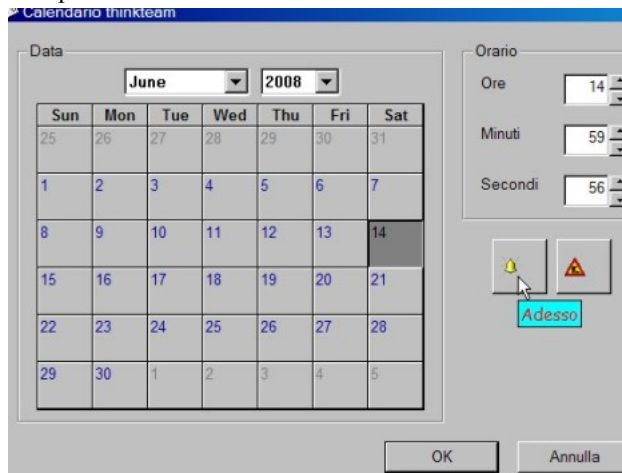 Calendario thinkteam
Data
June 2008
Sun Mon Tue Wed Thu Fri Sat
25 26 27 28 29 30 31
1 2 3 4 5 6 7
8 9 10 11 12 13 14
15 16 17 18 19 20 21
22 23 24 25 26 27 28
29 30 1 2 3 4 5
Orario
Ore 14
Minuti 59
Secondi 56
Adesso
OK Annulla